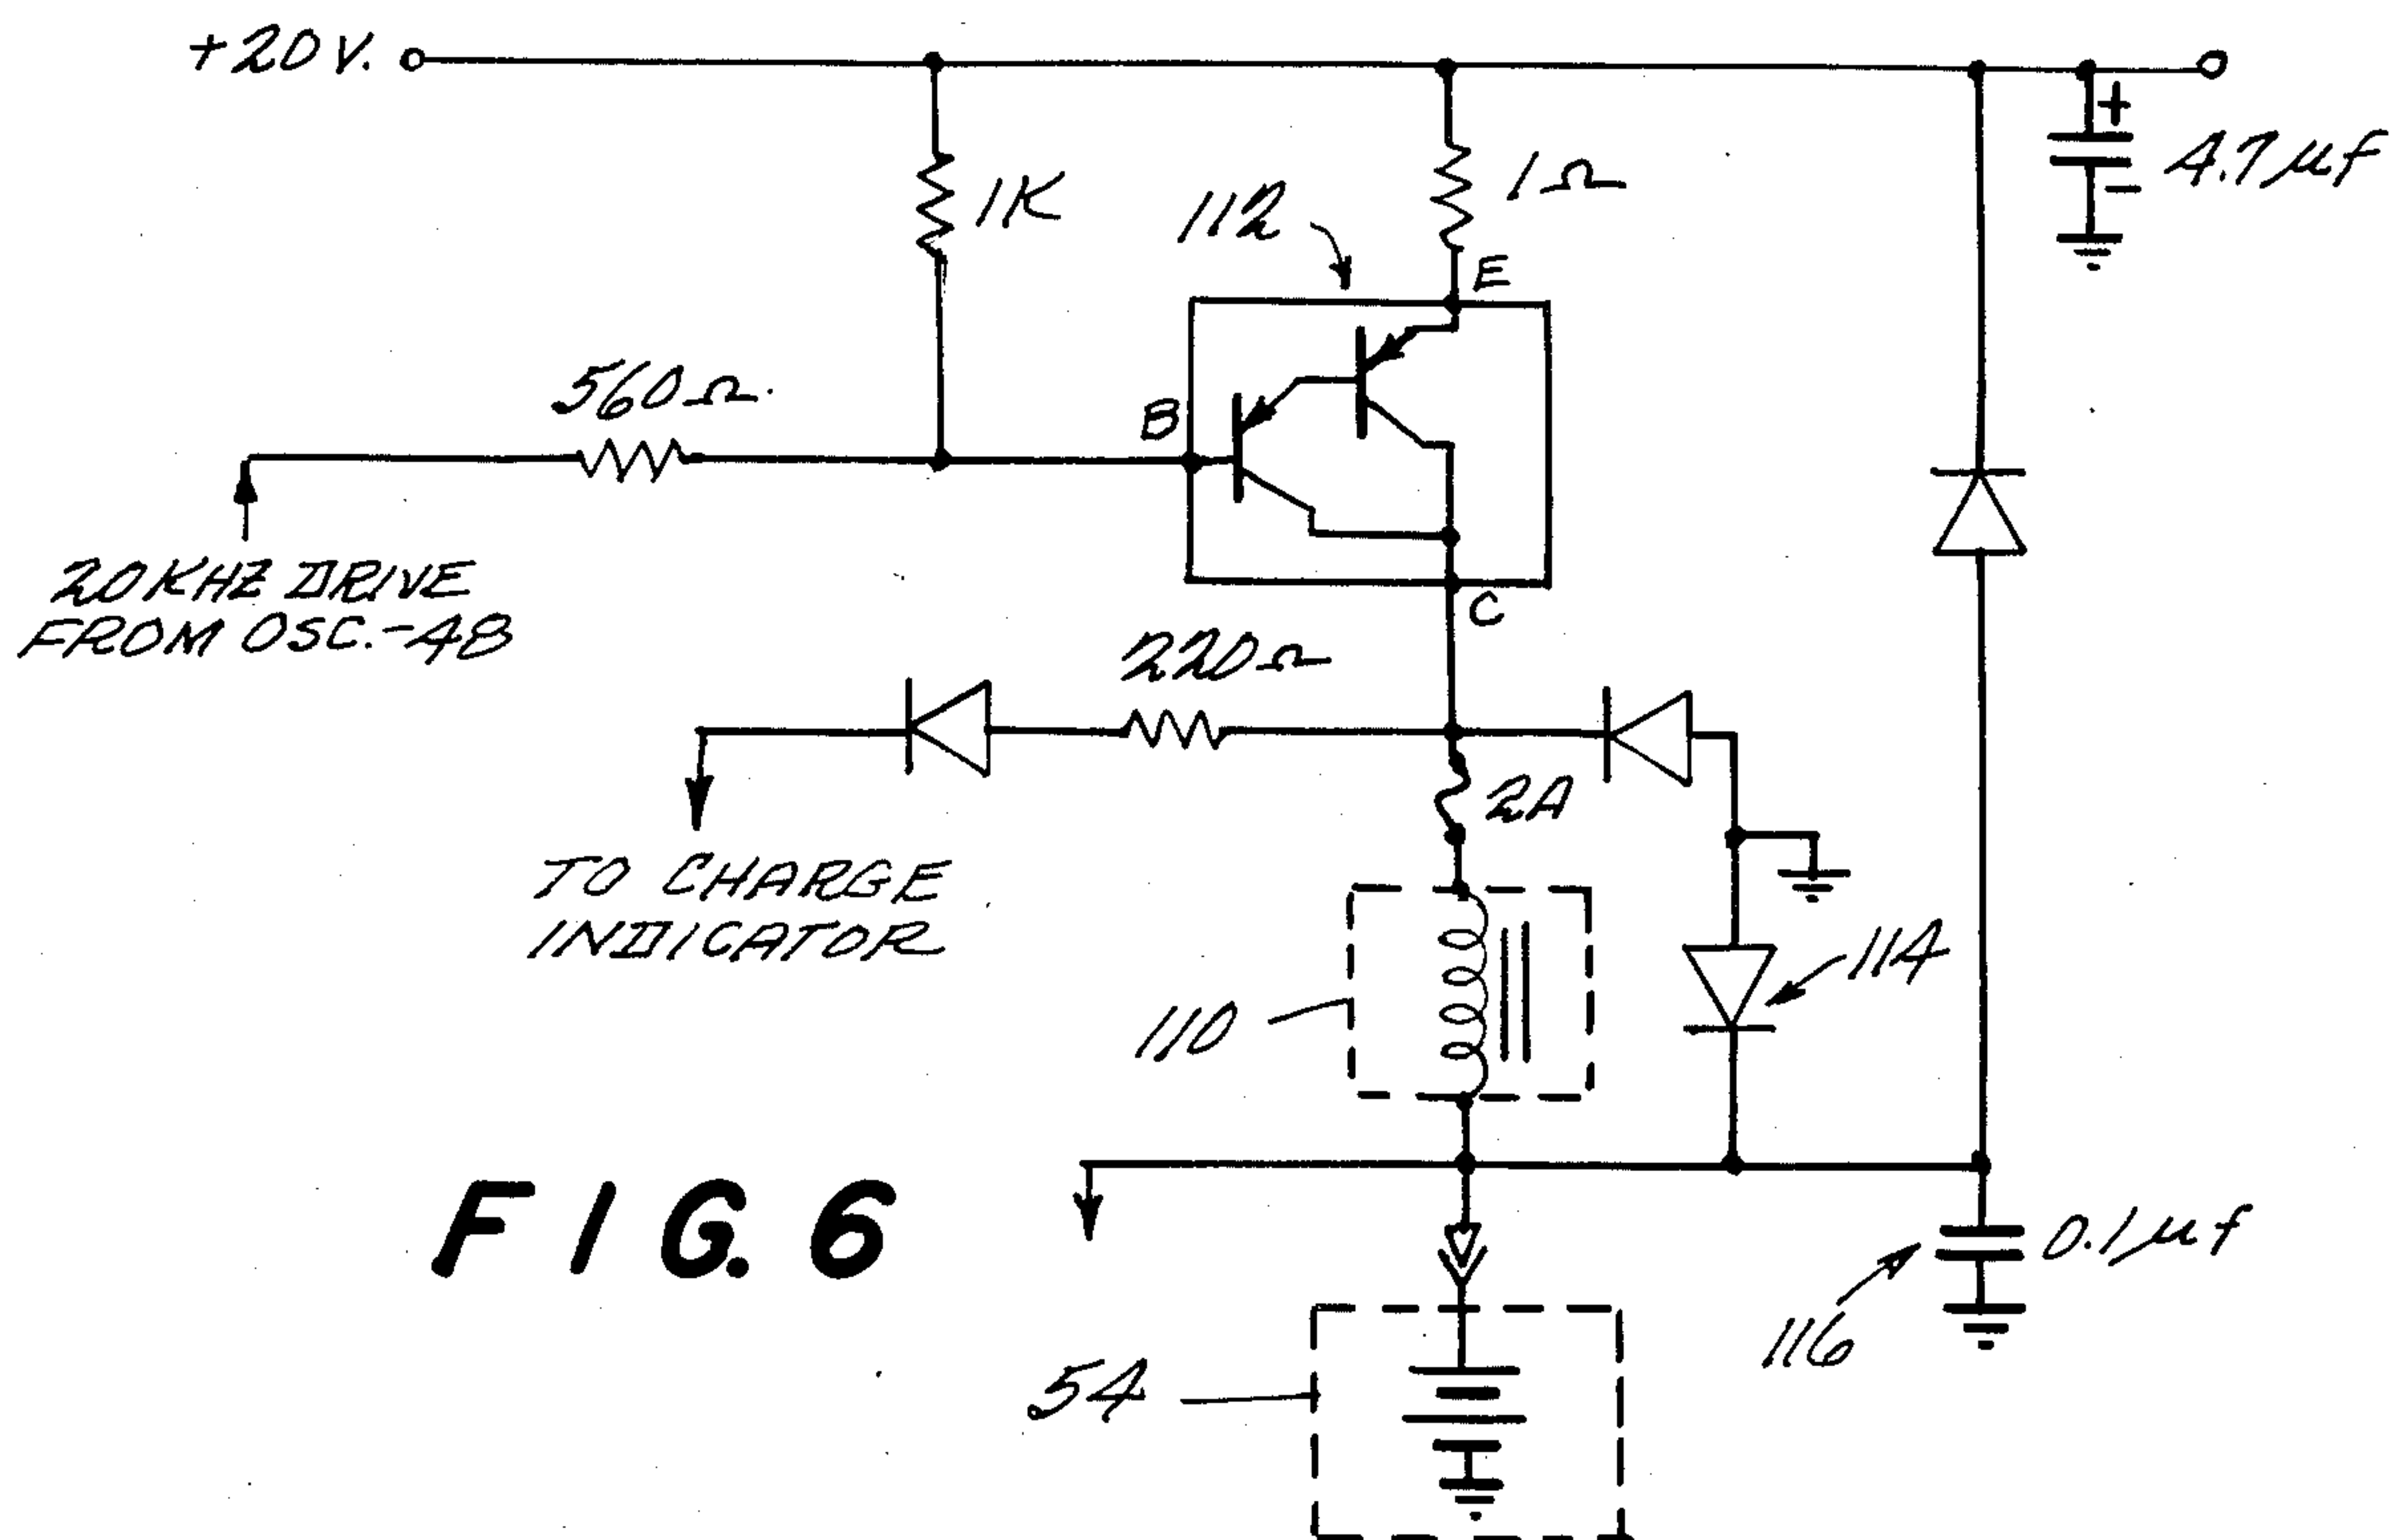 +20V.
+
4.7µf
-
1K
112
1Ω
E
560Ω
B
20KHZ DRIVE
FROM OSC.-48
C
220Ω
2A
TO CHARGE
INDICATOR
114
110
FIG. 6
0.1µf
116
54